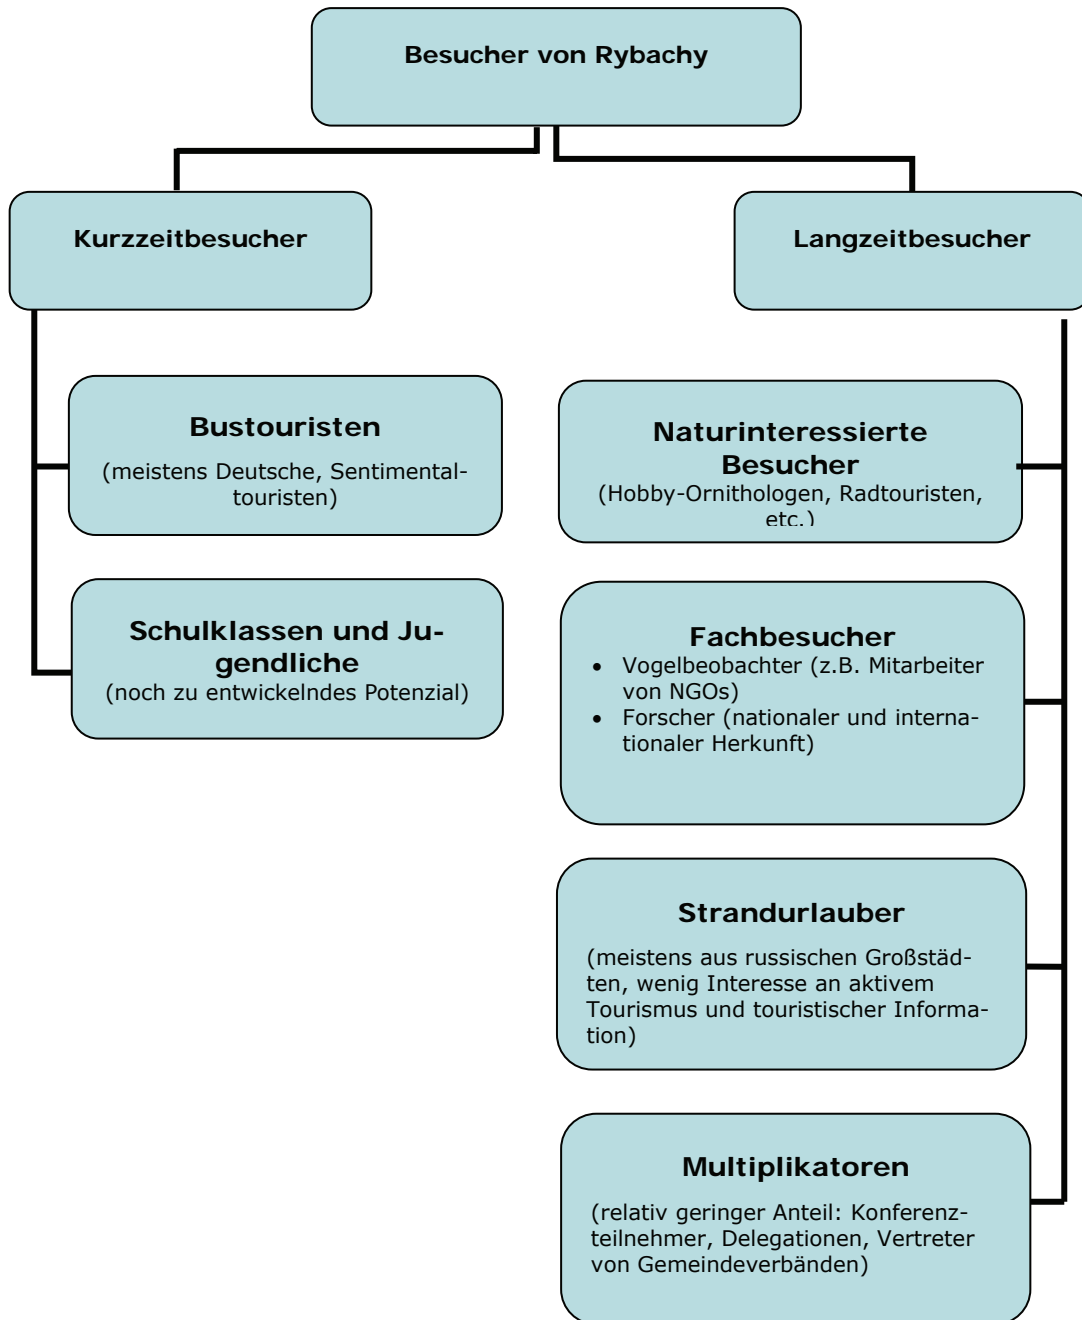 Besucher von Rybachy
Kurzzeitbesucher
Langzeitbesucher
Bustouristen
(meistens Deutsche, Sentimental-
touristen)
Schulklassen und Ju-
gendliche
(noch zu entwickelndes Potenzial)
Naturinteressierte
Besucher
(Hobby-Ornithologen, Radtouristen,
etc.)
Fachbesucher
• Vogelbeobachter (z.B. Mitarbeiter
von NGOs)
• Forscher (nationaler und interna-
tionaler Herkunft)
Strandurlauber
(meistens aus russischen Großstäd-
ten, wenig Interesse an aktivem
Tourismus und touristischer Informa-
tion)
Multiplikatoren
(relativ geringer Anteil: Konferenz-
teilnehmer, Delegationen, Vertreter
von Gemeindeverbänden)